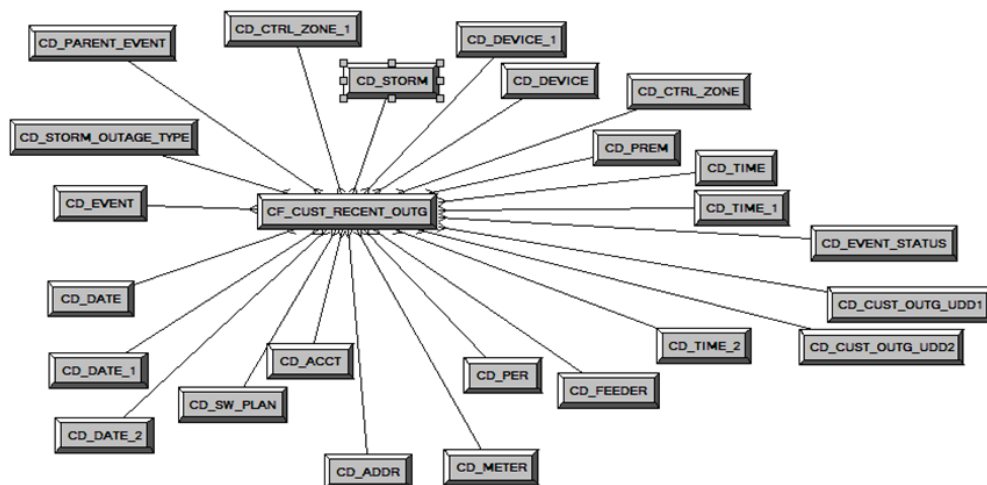 CD_PARENT_EVENT
CD_CTRL_ZONE_1
CD_DEVICE_1
CD_STORM
CD_DEVICE
CD_CTRL_ZONE
CD_STORM_OUTAGE_TYPE
CD_PREM
CD_TIME
CD_EVENT
CF_CUST_RECENT_OUTG
CD_TIME_1
CD_EVENT_STATUS
CD_DATE
CD_CUST_OUTG_UDD1
CD_DATE_1
CD_ACCT
CD_TIME_2
CD_CUST_OUTG_UDD2
CD_SW_PLAN
CD_PER
CD_FEEDER
CD_DATE_2
CD_ADDR
CD_METER